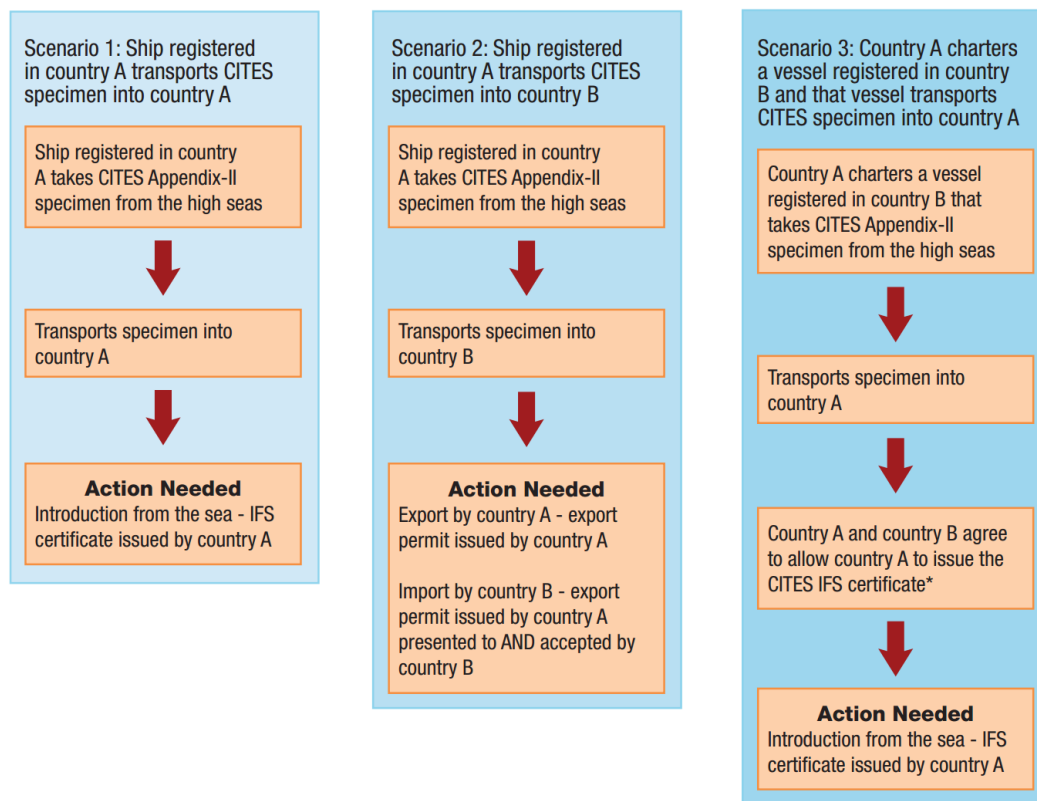 Scenario 1: Ship registered
in country A transports CITES
specimen into country A
Ship registered in country
A takes CITES Appendix-II
specimen from the high seas
Transports specimen into
country A
Action Needed
Introduction from the sea - IFS
certificate issued by country A
Scenario 2: Ship registered
in country A transports CITES
specimen into country B
Ship registered in country
A takes CITES Appendix-II
specimen from the high seas
Transports specimen into
country B
Action Needed
Export by country A - export
permit issued by country A
Import by country B - export
permit issued by country A
presented to AND accepted by
country B
Scenario 3: Country A charters
a vessel registered in country
B and that vessel transports
CITES specimen into country A
Country A charters a vessel
registered in country B that
takes CITES Appendix-II
specimen from the high seas
Transports specimen into
country A
Country A and country B agree
to allow country A to issue the
CITES IFS certificate*
Action Needed
Introduction from the sea - IFS
certificate issued by country A